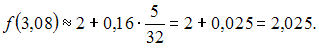 f(3,08) ≈ 2 + 0,16 · 5/32 = 2 + 0,025 = 2,025.